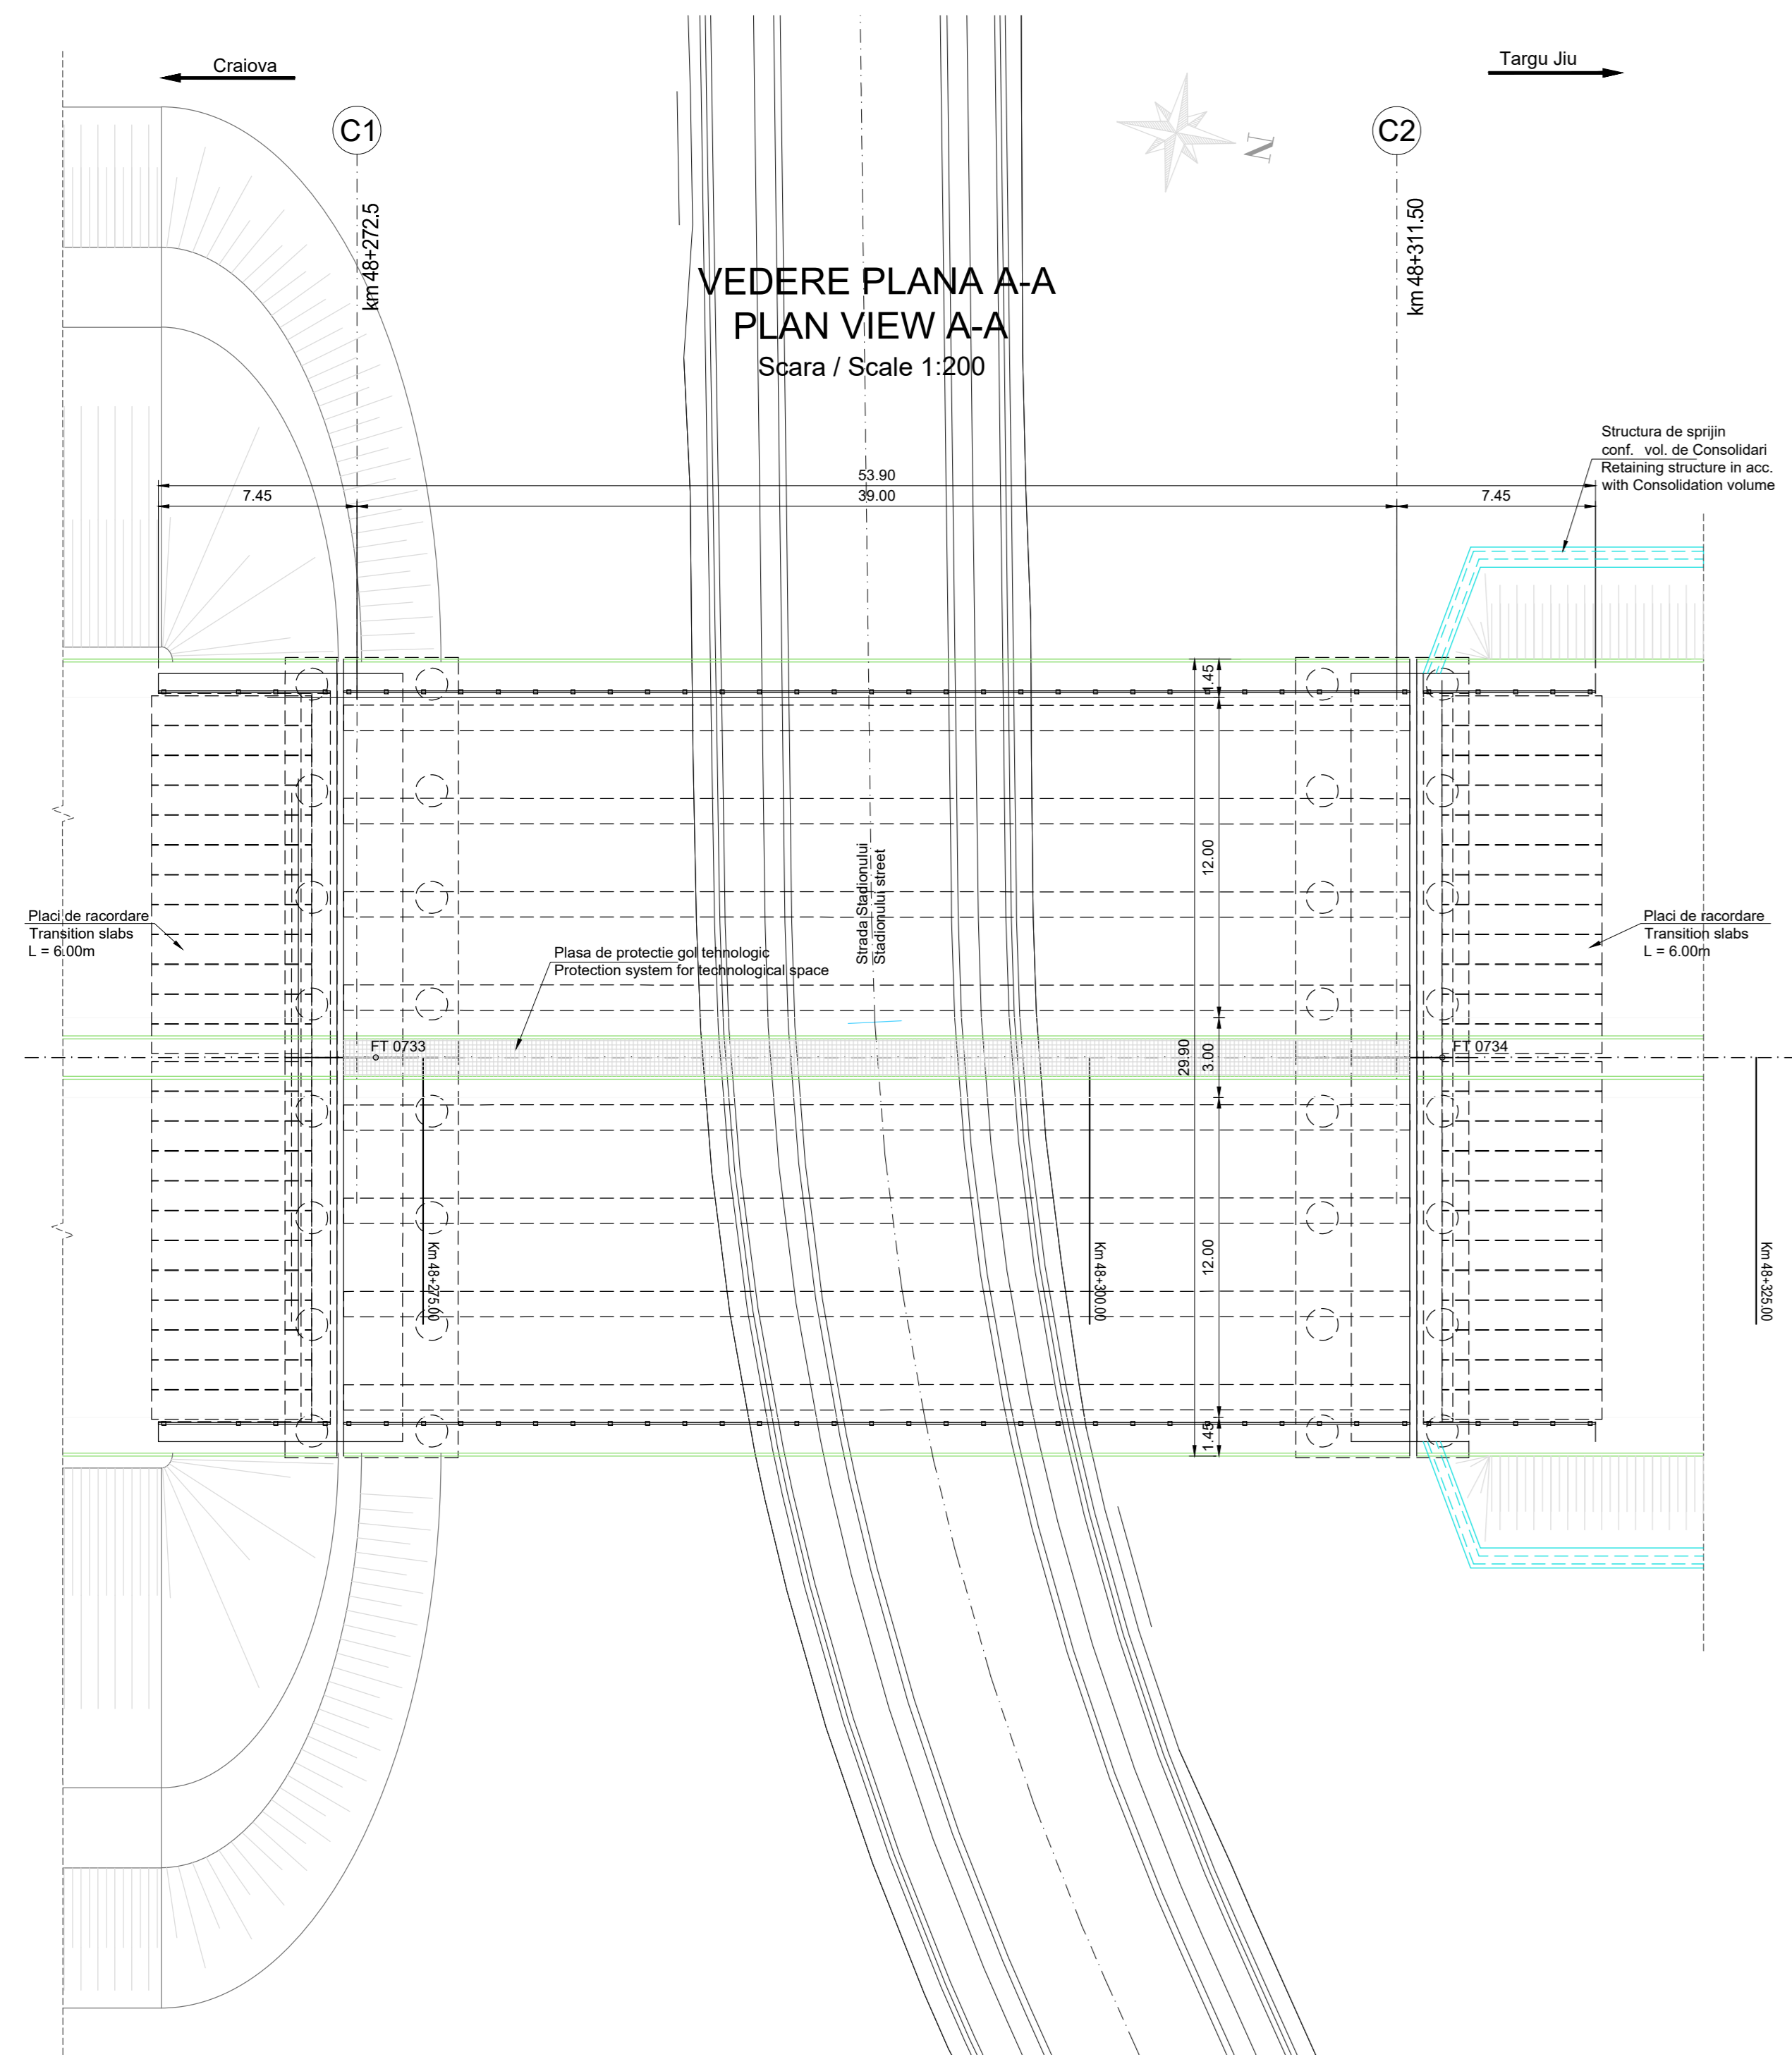 Craiova
Targu Jiu
C1
C2
N
km 48+272.5
km 48+311.50
VEDERE PLANA A-A
PLAN VIEW A-A
Scara / Scale 1:200
Structura de sprijin
conf. vol. de Consolidari
Retaining structure in acc.
with Consolidation volume
53.90
7.45
39.00
7.45
1.45
12.00
Strada Stadionului
Stadionului street
Placi de racordare
Transition slabs
L = 6.00m
Plasa de protectie gol tehnologic
Protection system for technological space
Placi de racordare
Transition slabs
L = 6.00m
FT 0733
FT 0734
29.90
3.00
12.00
Km 48+275.00
Km 48+300.00
Km 48+325.00
1.45